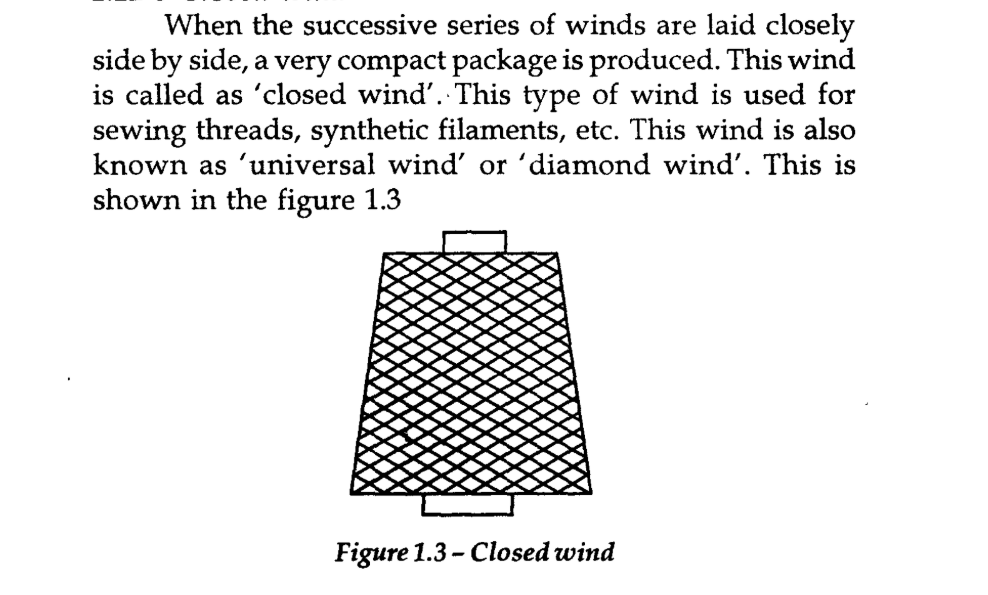 When the successive series of winds are laid closely
side by side, a very compact package is produced. This wind
is called as 'closed wind'. This type of wind is used for
sewing threads, synthetic filaments, etc. This wind is also
known as 'universal wind' or 'diamond wind'. This is
shown in the figure 1.3
Figure 1.3 – Closed wind